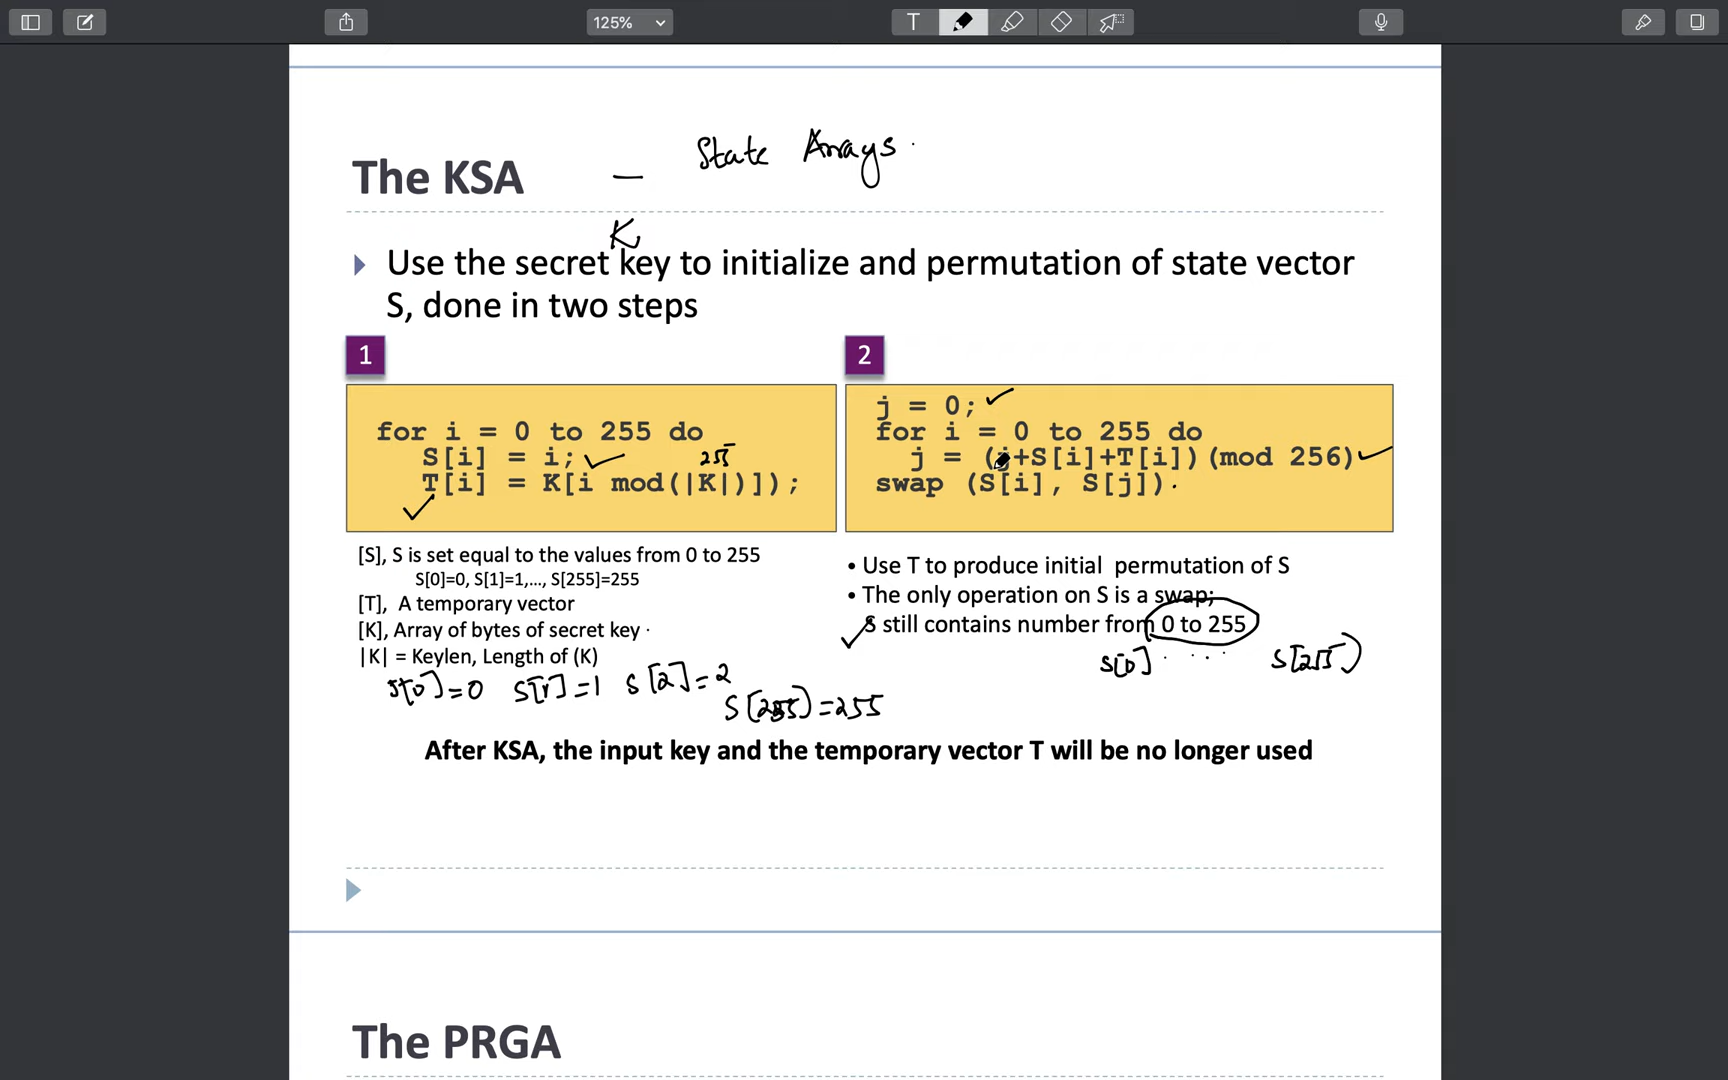 125%
T
State Arrays.
The KSA —
K
Use the secret key to initialize and permutation of state vector
S, done in two steps
1
for i = 0 to 255 do
255
S[i] = i;
T[i] = K[i mod(|K|)]);
[S], S is set equal to the values from 0 to 255
S[0]=0, S[1]=1,..., S[255]=255
[T], A temporary vector
[K], Array of bytes of secret key
|K| = Keylen, Length of (K)
S[0]=0 S[1]=1 S[2]=2
S[255]=255
2
j = 0;
for i = 0 to 255 do
j = (j+S[i]+T[i])(mod 256)
swap (S[i], S[j]).
• Use T to produce initial permutation of S
• The only operation on S is a swap;
S still contains number from 0 to 255
S[0] . . . . S[255]
After KSA, the input key and the temporary vector T will be no longer used
The PRGA